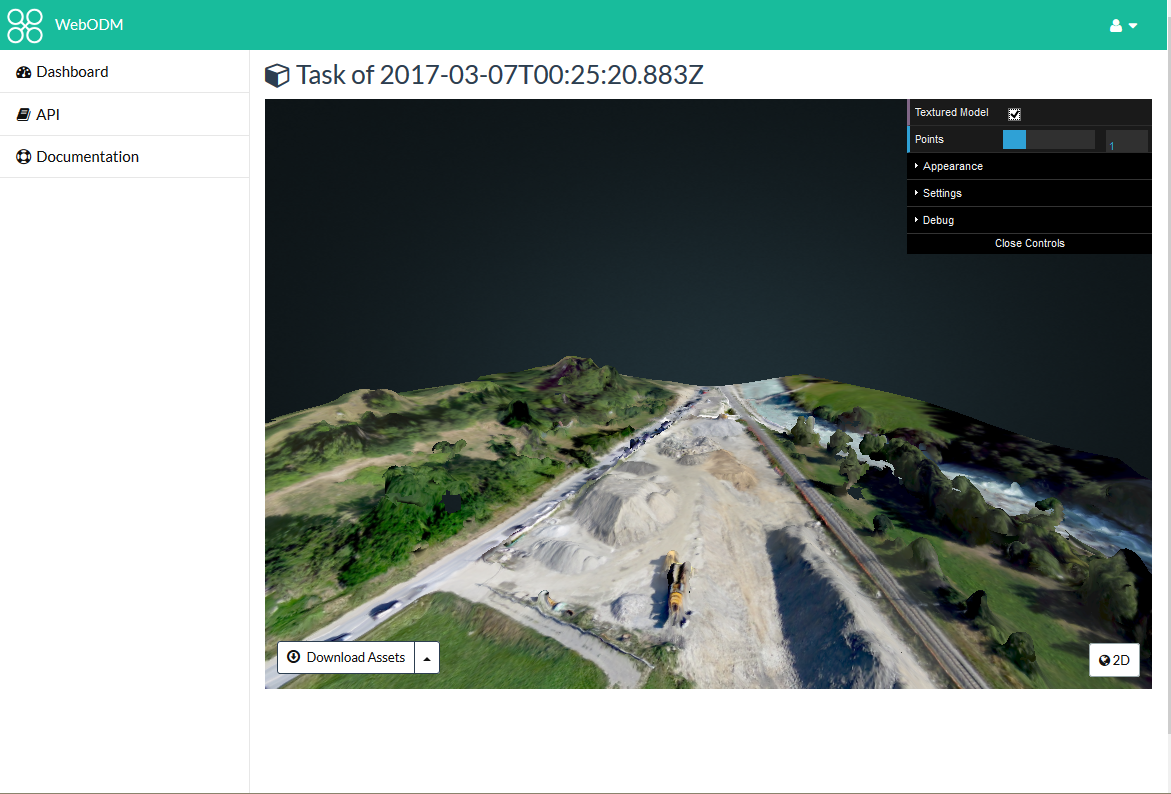 WebODM
Dashboard
API
Documentation
Task of 2017-03-07T00:25:20.883Z
Textured Model
Points
1
Appearance
Settings
Debug
Close Controls
Download Assets
2D